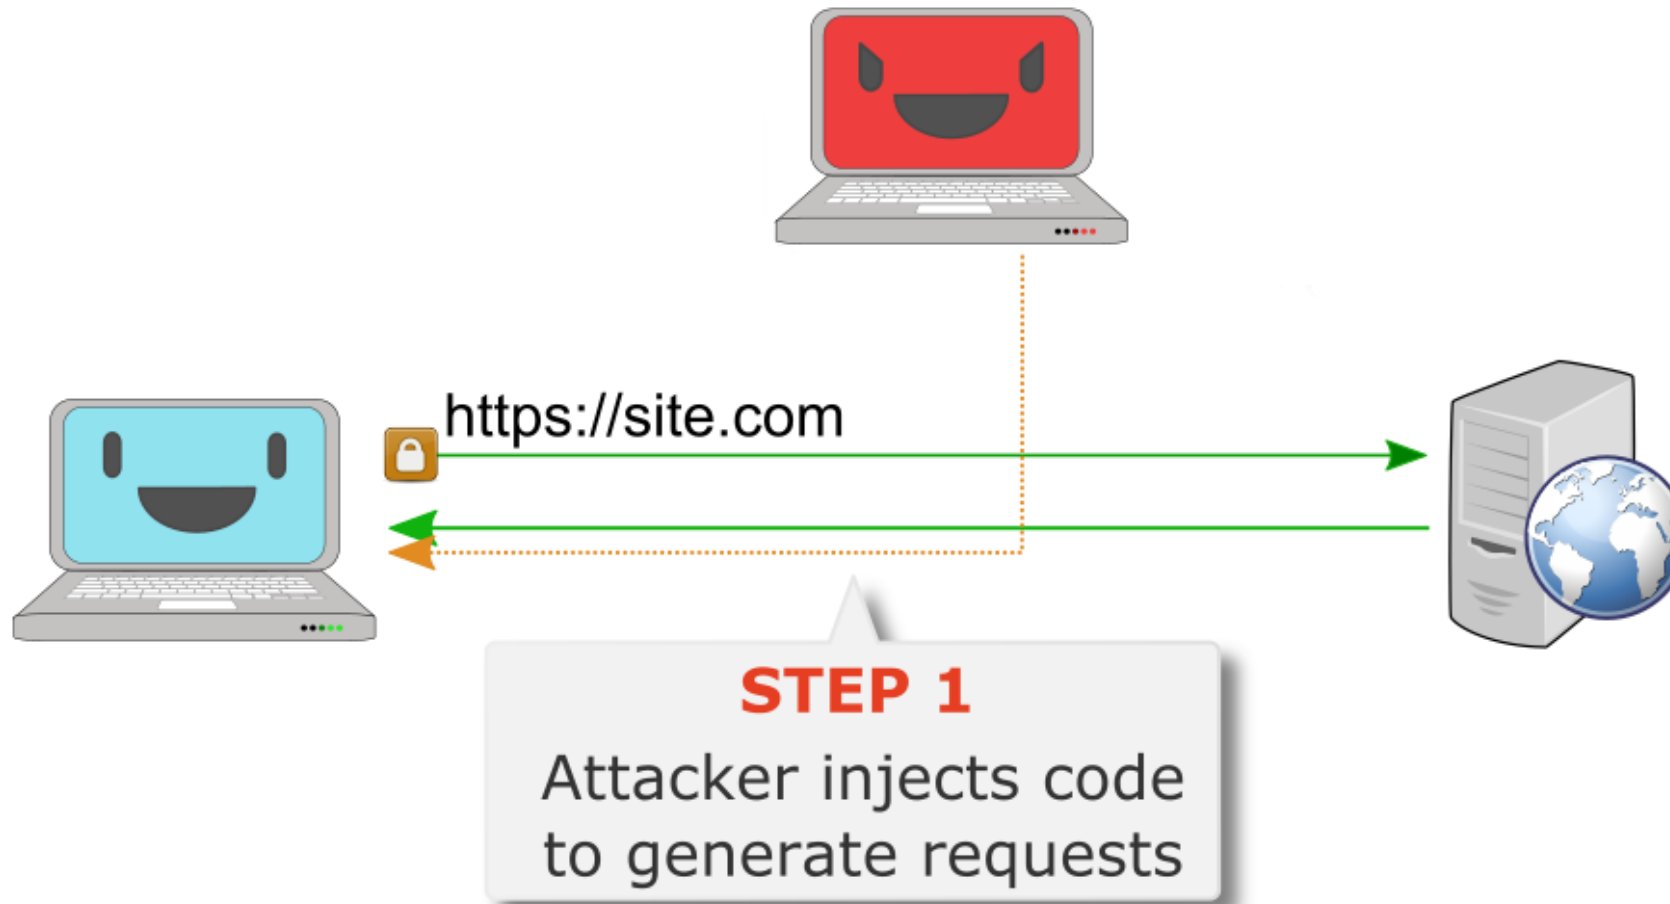 https://site.com
STEP 1
Attacker injects code
to generate requests